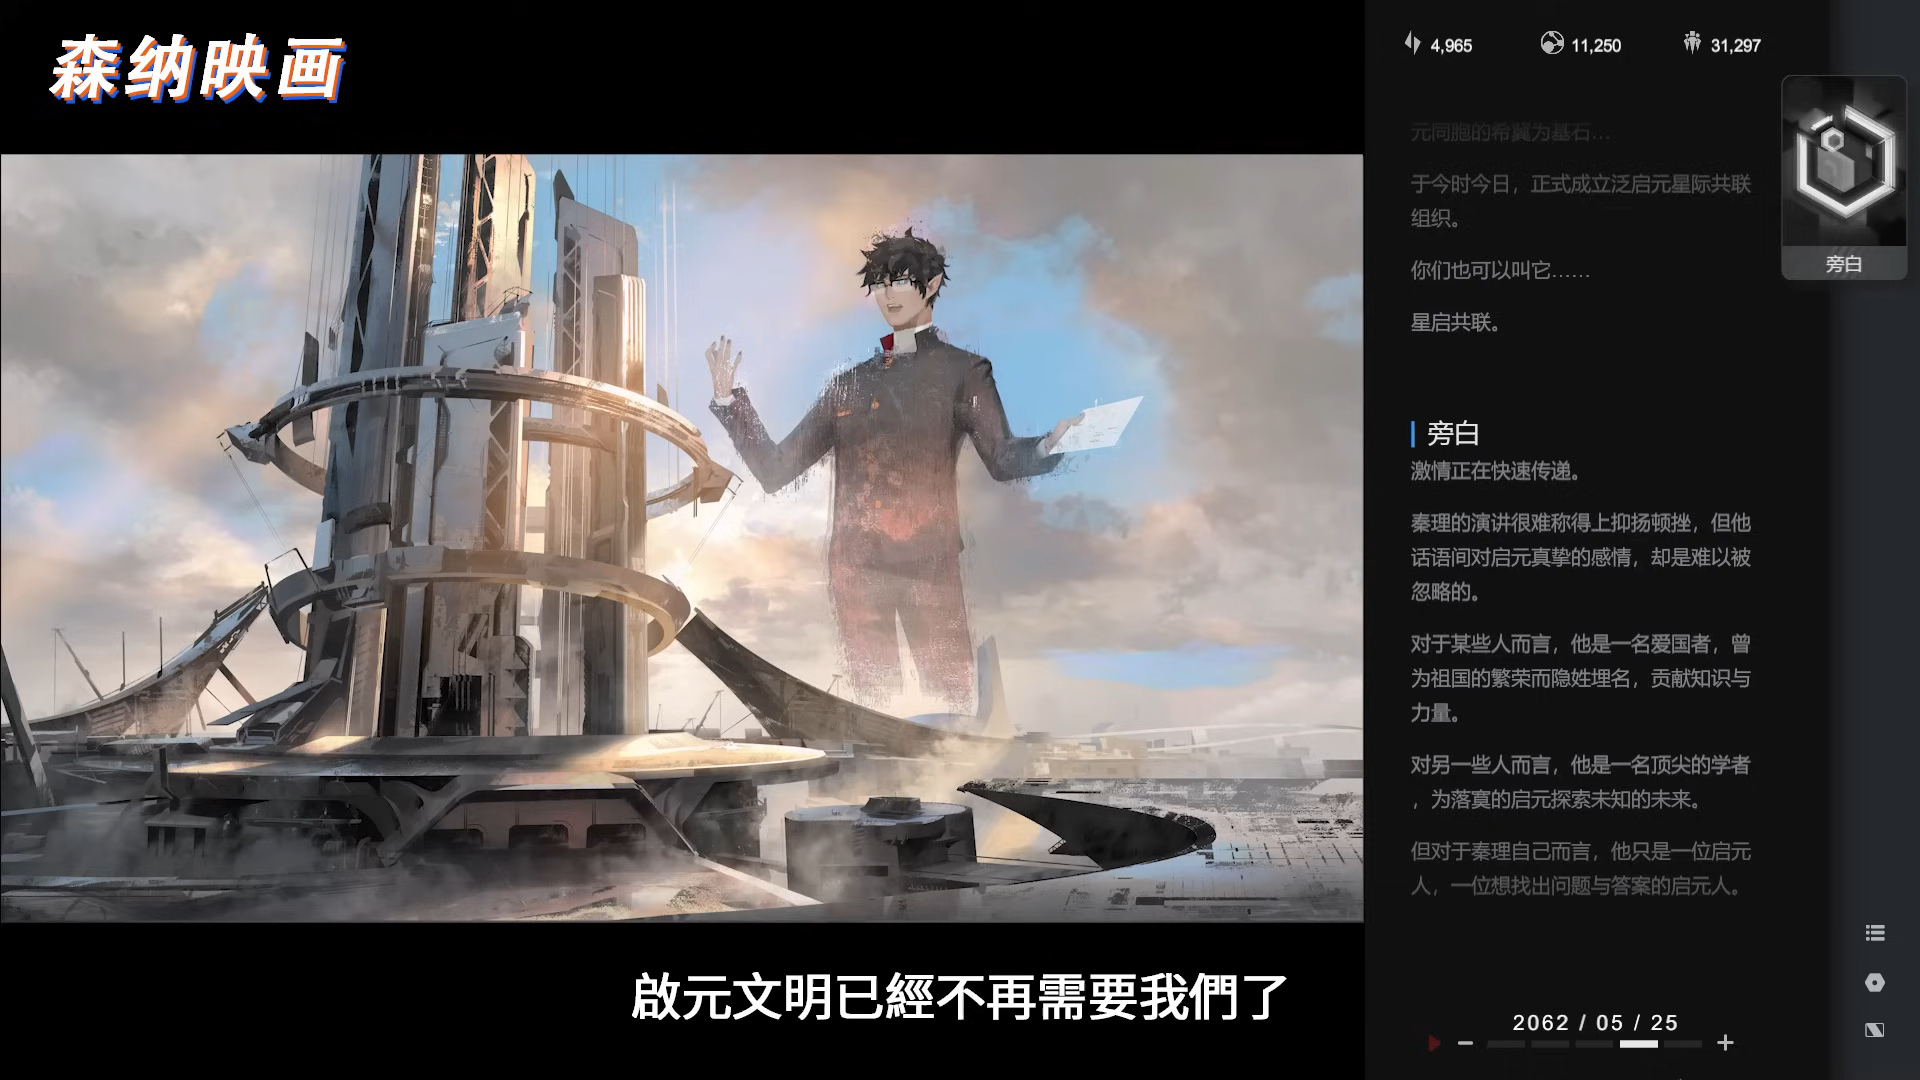 森纳映画
4,965
11,250
31,297
元同胞的希冀为基石…
于今时今日，正式成立泛启元星际共联
组织。
你们也可以叫它……
星启共联。
旁白
旁白
激情正在快速传递。
秦理的演讲很难称得上抑扬顿挫，但他
话语间对启元真挚的感情，却是难以被
忽略的。
对于某些人而言，他是一名爱国者，曾
为祖国的繁荣而隐姓埋名，贡献知识与
力量。
对另一些人而言，他是一名顶尖的学者
，为落寞的启元探索未知的未来。
但对于秦理自己而言，他只是一位启元
人，一位想找出问题与答案的启元人。
啟元文明已經不再需要我們了
2062 / 05 / 25